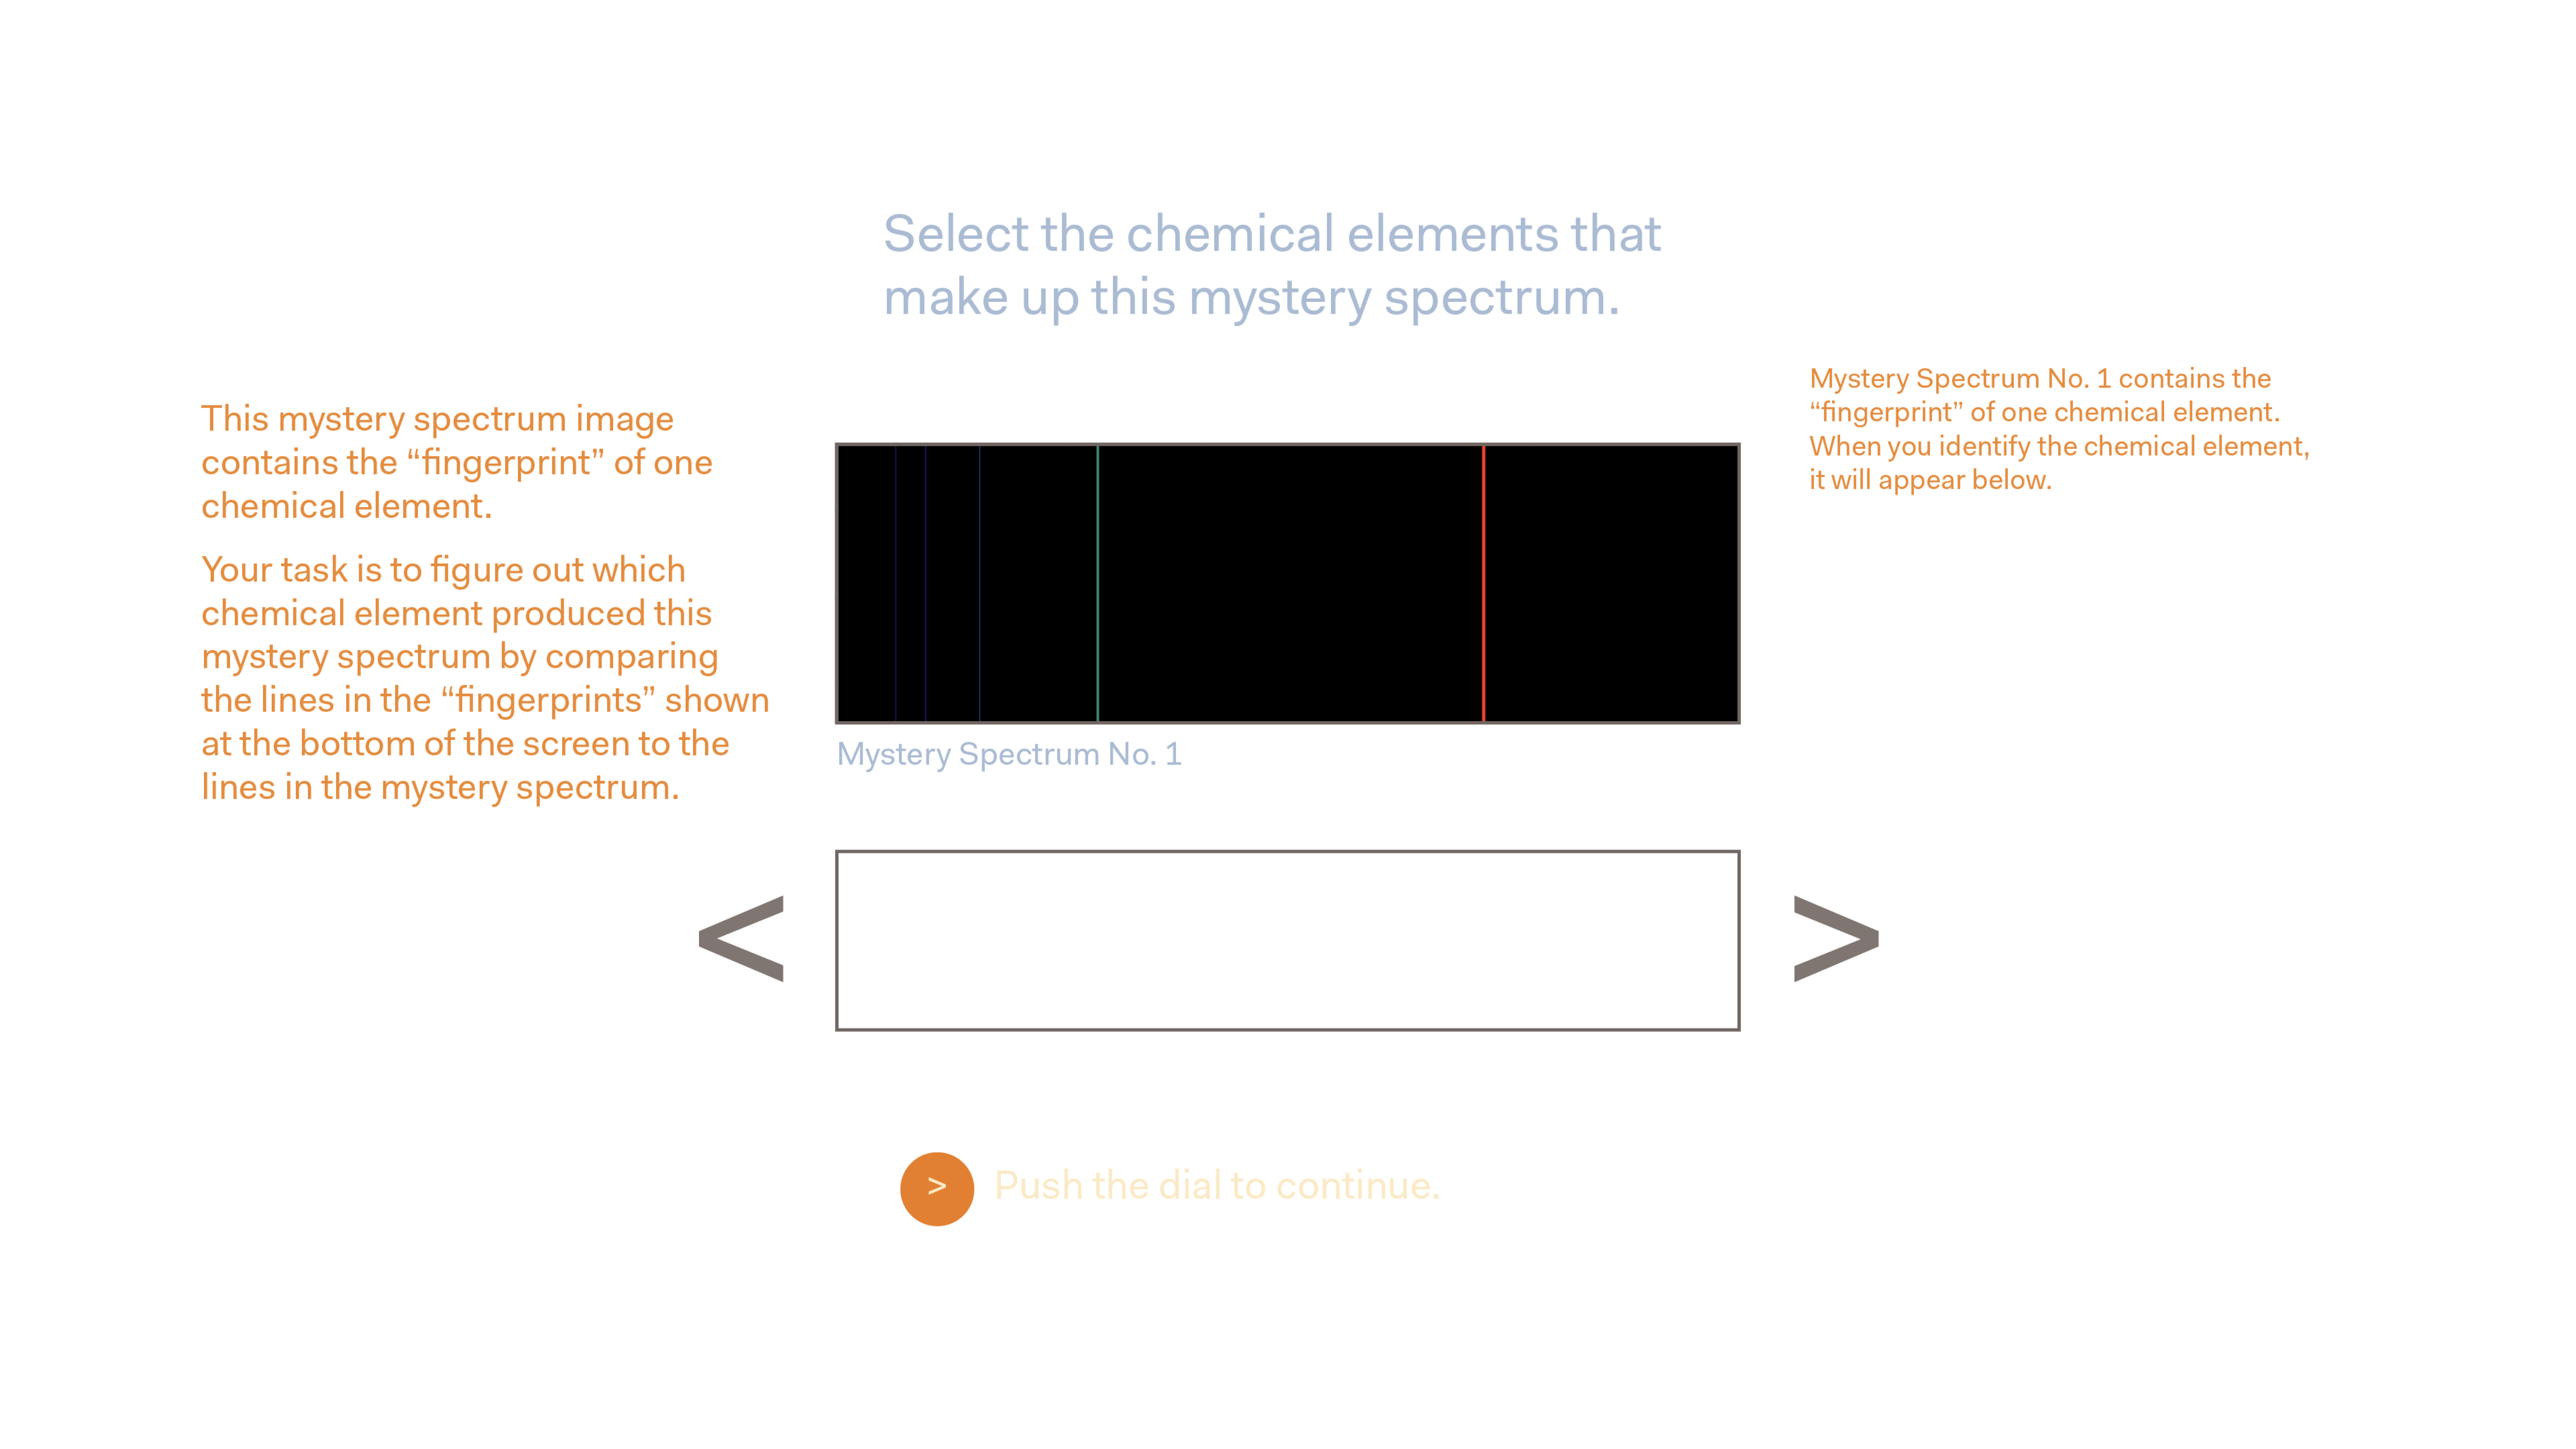 Select the chemical elements that
make up this mystery spectrum.
This mystery spectrum image
contains the “fingerprint” of one
chemical element.
Your task is to figure out which
chemical element produced this
mystery spectrum by comparing
the lines in the “fingerprints” shown
at the bottom of the screen to the
lines in the mystery spectrum.
Mystery Spectrum No. 1
Mystery Spectrum No. 1 contains the
“fingerprint” of one chemical element.
When you identify the chemical element,
it will appear below.
< >
> Push the dial to continue.